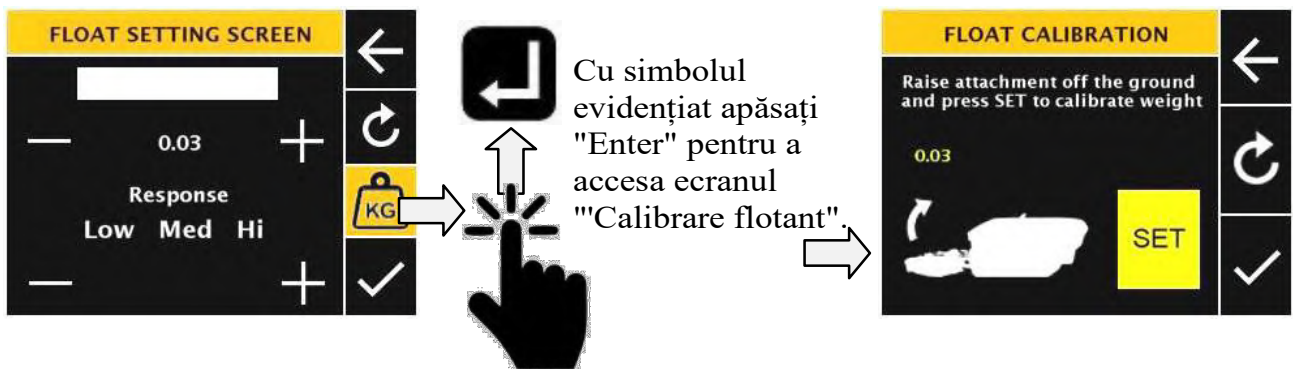 FLOAT SETTING SCREEN
0.03
Response
Low Med Hi
KG
Cu simbolul
evidențiat apăsați
"Enter" pentru a
accesa ecranul
"'Calibrare flotant".
FLOAT CALIBRATION
Raise attachment off the ground
and press SET to calibrate weight
0.03
SET